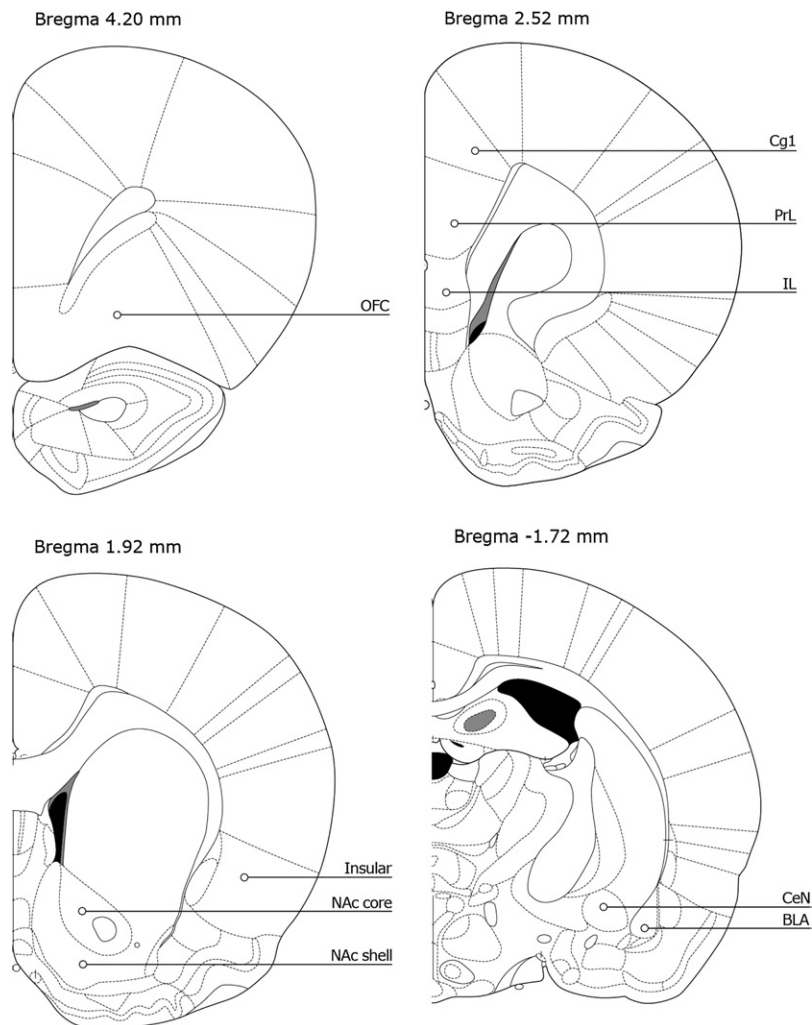 Bregma 4.20 mm
OFC
Bregma 2.52 mm
Cg1
PrL
IL
Bregma 1.92 mm
Insular
NAc core
NAc shell
Bregma -1.72 mm
CeN
BLA